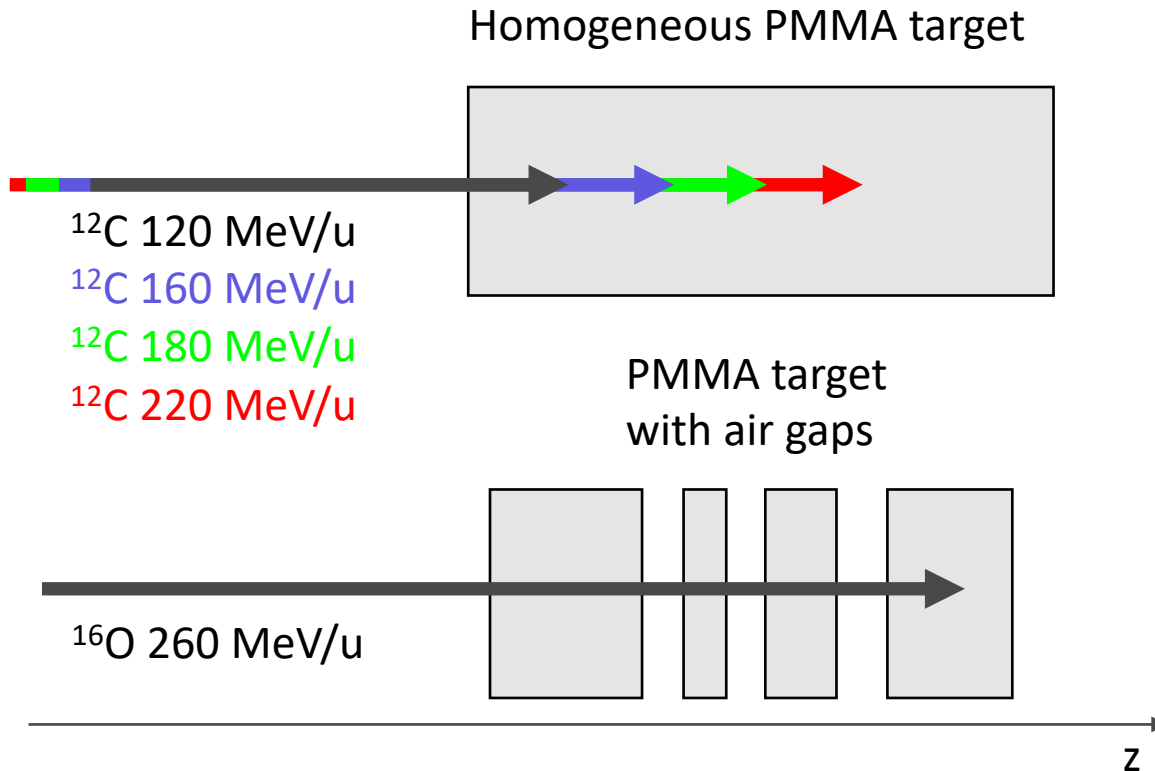 Homogeneous PMMA target
¹²C 120 MeV/u
¹²C 160 MeV/u
¹²C 180 MeV/u
¹²C 220 MeV/u
PMMA target
with air gaps
¹⁶O 260 MeV/u
z